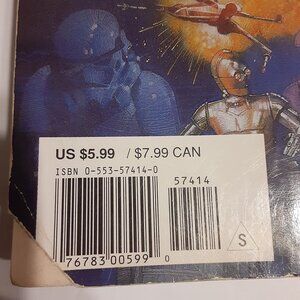 US $5.99 / $7.99 CAN
ISBN 0-553-57414-0
57414
76783 00599 0
S